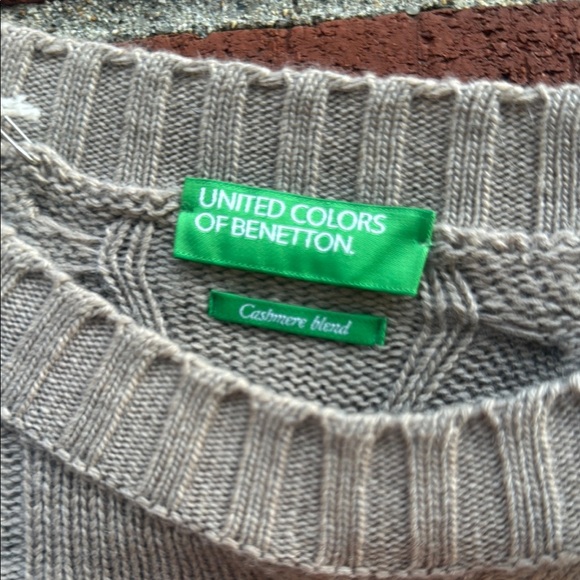 UNITED COLORS
OF BENETTON.
Cashmere blend